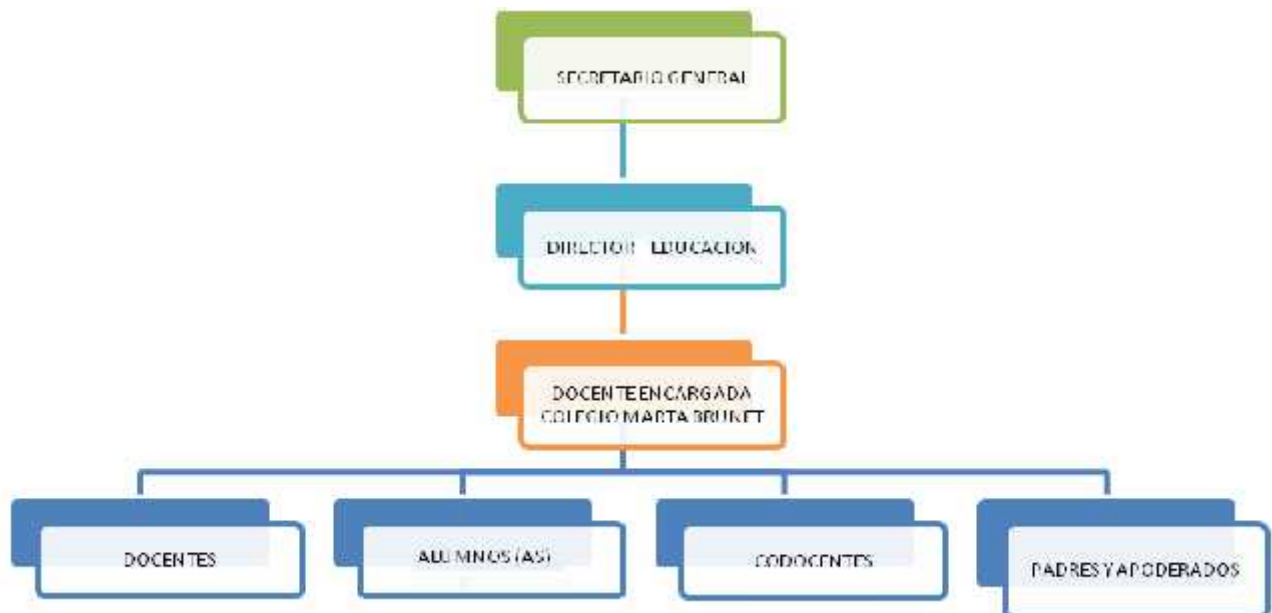 SECRETARIO GENERAL
DIRECTOR EDUCACION
DOCENTE ENCARGADA
COLEGIO MARTA BRUNET
DOCENTES
ALUMNOS (AS)
CODOCENTES
PADRES Y APODERADOS